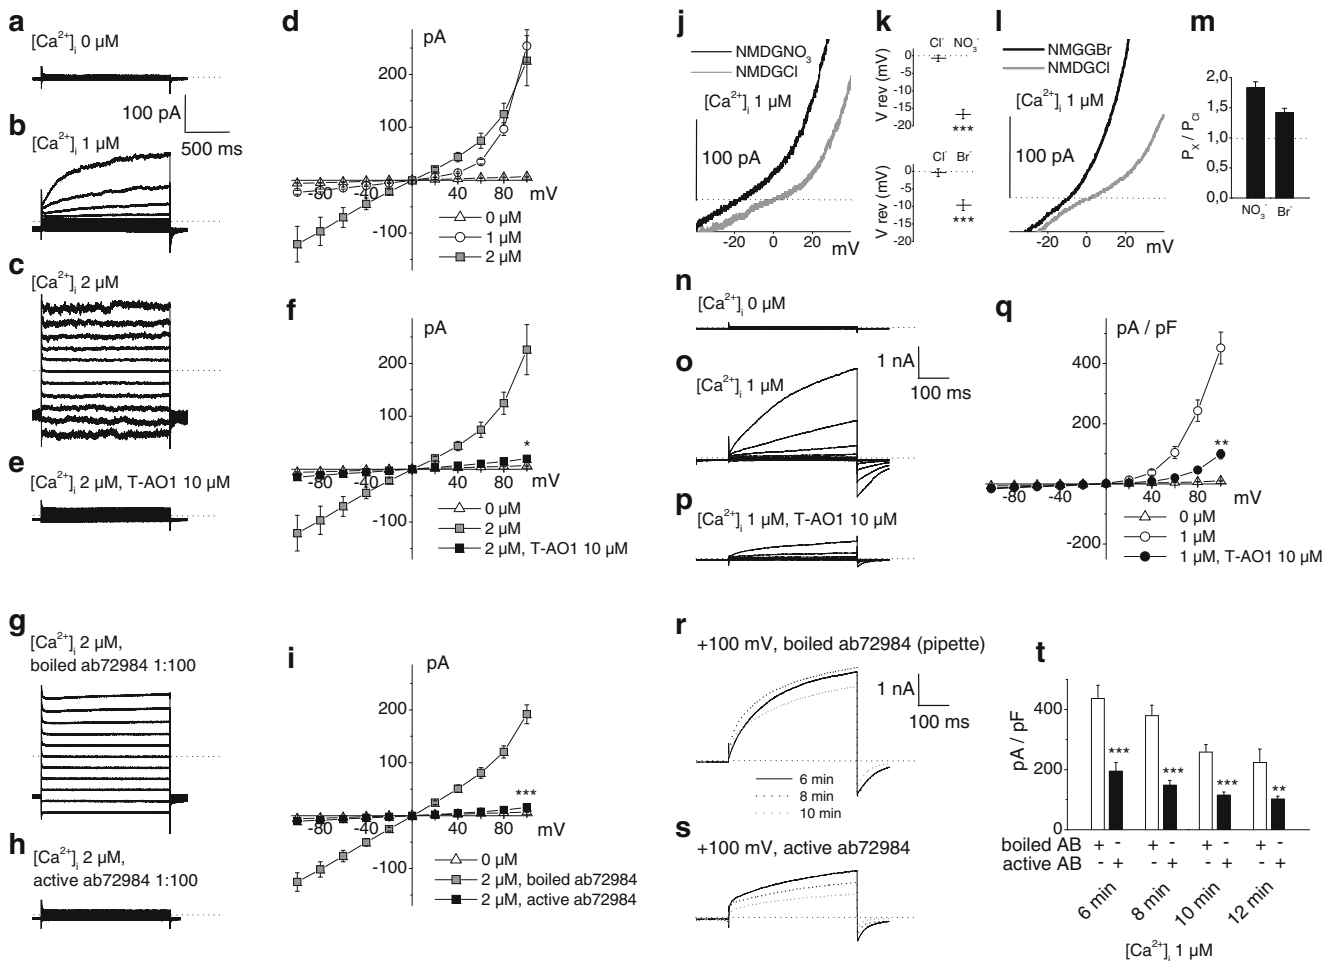 a
[Ca2+]i 0 µM
100 pA
500 ms
b
[Ca2+]i 1 µM
c
[Ca2+]i 2 µM
e
[Ca2+]i 2 µM, T-AO1 10 µM
d
pA
200
100
-100
-80
-40
40
80
mV
0 µM
1 µM
2 µM
f
pA
200
100
-100
-80
-40
40
80
mV
*
0 µM
2 µM
2 µM, T-AO1 10 µM
g
[Ca2+]i 2 µM,
boiled ab72984 1:100
h
[Ca2+]i 2 µM,
active ab72984 1:100
i
pA
200
100
-100
-80
-40
40
80
mV
***
0 µM
2 µM, boiled ab72984
2 µM, active ab72984
j
NMDGNO3
NMDGCl
[Ca2+]i 1 µM
100 pA
-20
0
20
mV
k
Cl- NO3-
V rev (mV)
0
-5
-10
-15
-20
***
Cl- Br-
V rev (mV)
0
-5
-10
-15
-20
***
l
NMGGBr
NMDGCl
[Ca2+]i 1 µM
100 pA
-20
0
20
mV
m
PX / PCl
2,0
1,5
1,0
0,5
0,0
NO3- Br-
n
[Ca2+]i 0 µM
1 nA
100 ms
o
[Ca2+]i 1 µM
p
[Ca2+]i 1 µM, T-AO1 10 µM
q
pA / pF
400
200
-200
-80
-40
40
80
mV
**
0 µM
1 µM
1 µM, T-AO1 10 µM
r
+100 mV, boiled ab72984 (pipette)
1 nA
100 ms
6 min
8 min
10 min
s
+100 mV, active ab72984
t
pA / pF
400
200
0
*** *** *** **
boiled AB + - + - + - + -
active AB - + - + - + - +
6 min 8 min 10 min 12 min
[Ca2+]i 1 µM